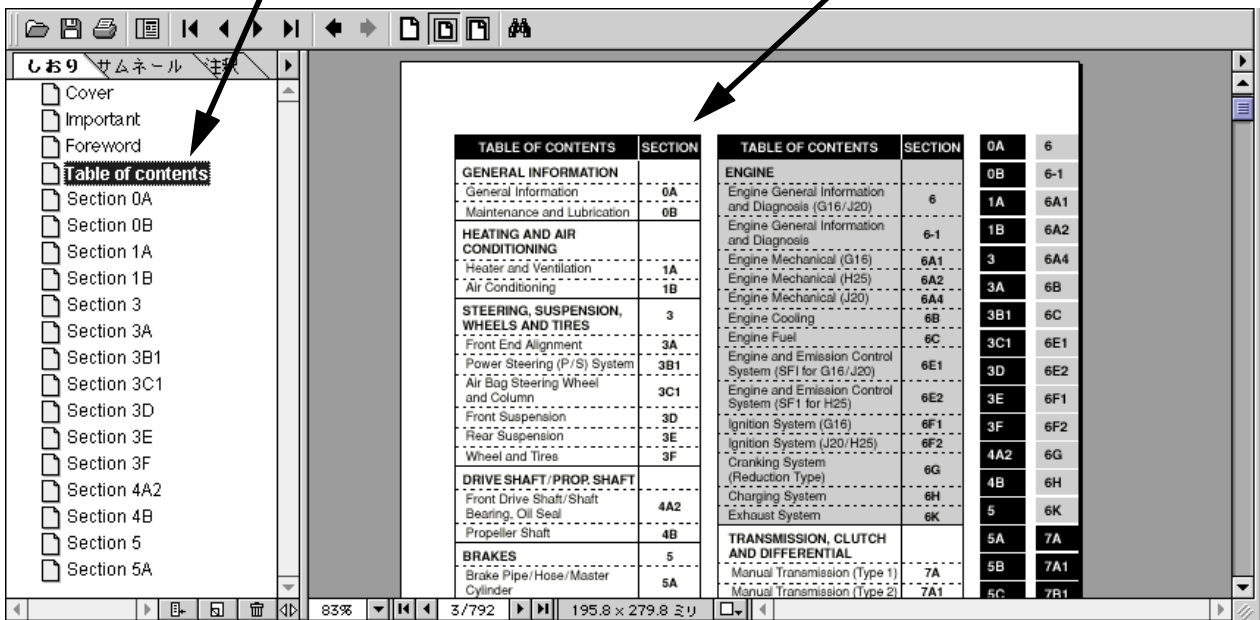 しおり サムネール 注釈
Cover
Important
Foreword
Table of contents
Section 0A
Section 0B
Section 1A
Section 1B
Section 3
Section 3A
Section 3B1
Section 3C1
Section 3D
Section 3E
Section 3F
Section 4A2
Section 4B
Section 5
Section 5A
TABLE OF CONTENTS SECTION
GENERAL INFORMATION
General Information 0A
Maintenance and Lubrication 0B
HEATING AND AIR
CONDITIONING
Heater and Ventilation 1A
Air Conditioning 1B
STEERING, SUSPENSION,
WHEELS AND TIRES 3
Front End Alignment 3A
Power Steering (P/S) System 3B1
Air Bag Steering Wheel
and Column 3C1
Front Suspension 3D
Rear Suspension 3E
Wheel and Tires 3F
DRIVE SHAFT/PROP. SHAFT
Front Drive Shaft/Shaft
Bearing, Oil Seal 4A2
Propeller Shaft 4B
BRAKES 5
Brake Pipe/Hose/Master
Cylinder 5A
TABLE OF CONTENTS SECTION
ENGINE
Engine General Information
and Diagnosis (G16/J20) 6
Engine General Information
and Diagnosis 6-1
Engine Mechanical (G16) 6A1
Engine Mechanical (H25) 6A2
Engine Mechanical (J20) 6A4
Engine Cooling 6B
Engine Fuel 6C
Engine and Emission Control
System (SFI for G16/J20) 6E1
Engine and Emission Control
System (SF1 for H25) 6E2
Ignition System (G16) 6F1
Ignition System (J20/H25) 6F2
Cranking System
(Reduction Type) 6G
Charging System 6H
Exhaust System 6K
TRANSMISSION, CLUTCH
AND DIFFERENTIAL
Manual Transmission (Type 1) 7A
Manual Transmission (Type 2) 7A1
0A 6
0B 6-1
1A 6A1
1B 6A2
3 6A4
3A 6B
3B1 6C
3C1 6E1
3D 6E2
3E 6F1
3F 6F2
4A2 6G
4B 6H
5 6K
5A 7A
5B 7A1
5C 7B1
83% 3/792 195.8 x 279.8 ミリ